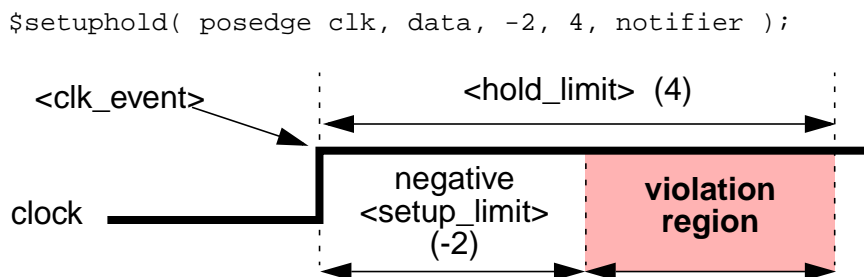 $setuphold( posedge clk, data, -2, 4, notifier );
<clk_event>
<hold_limit> (4)
clock
negative
<setup_limit>
(-2)
violation
region